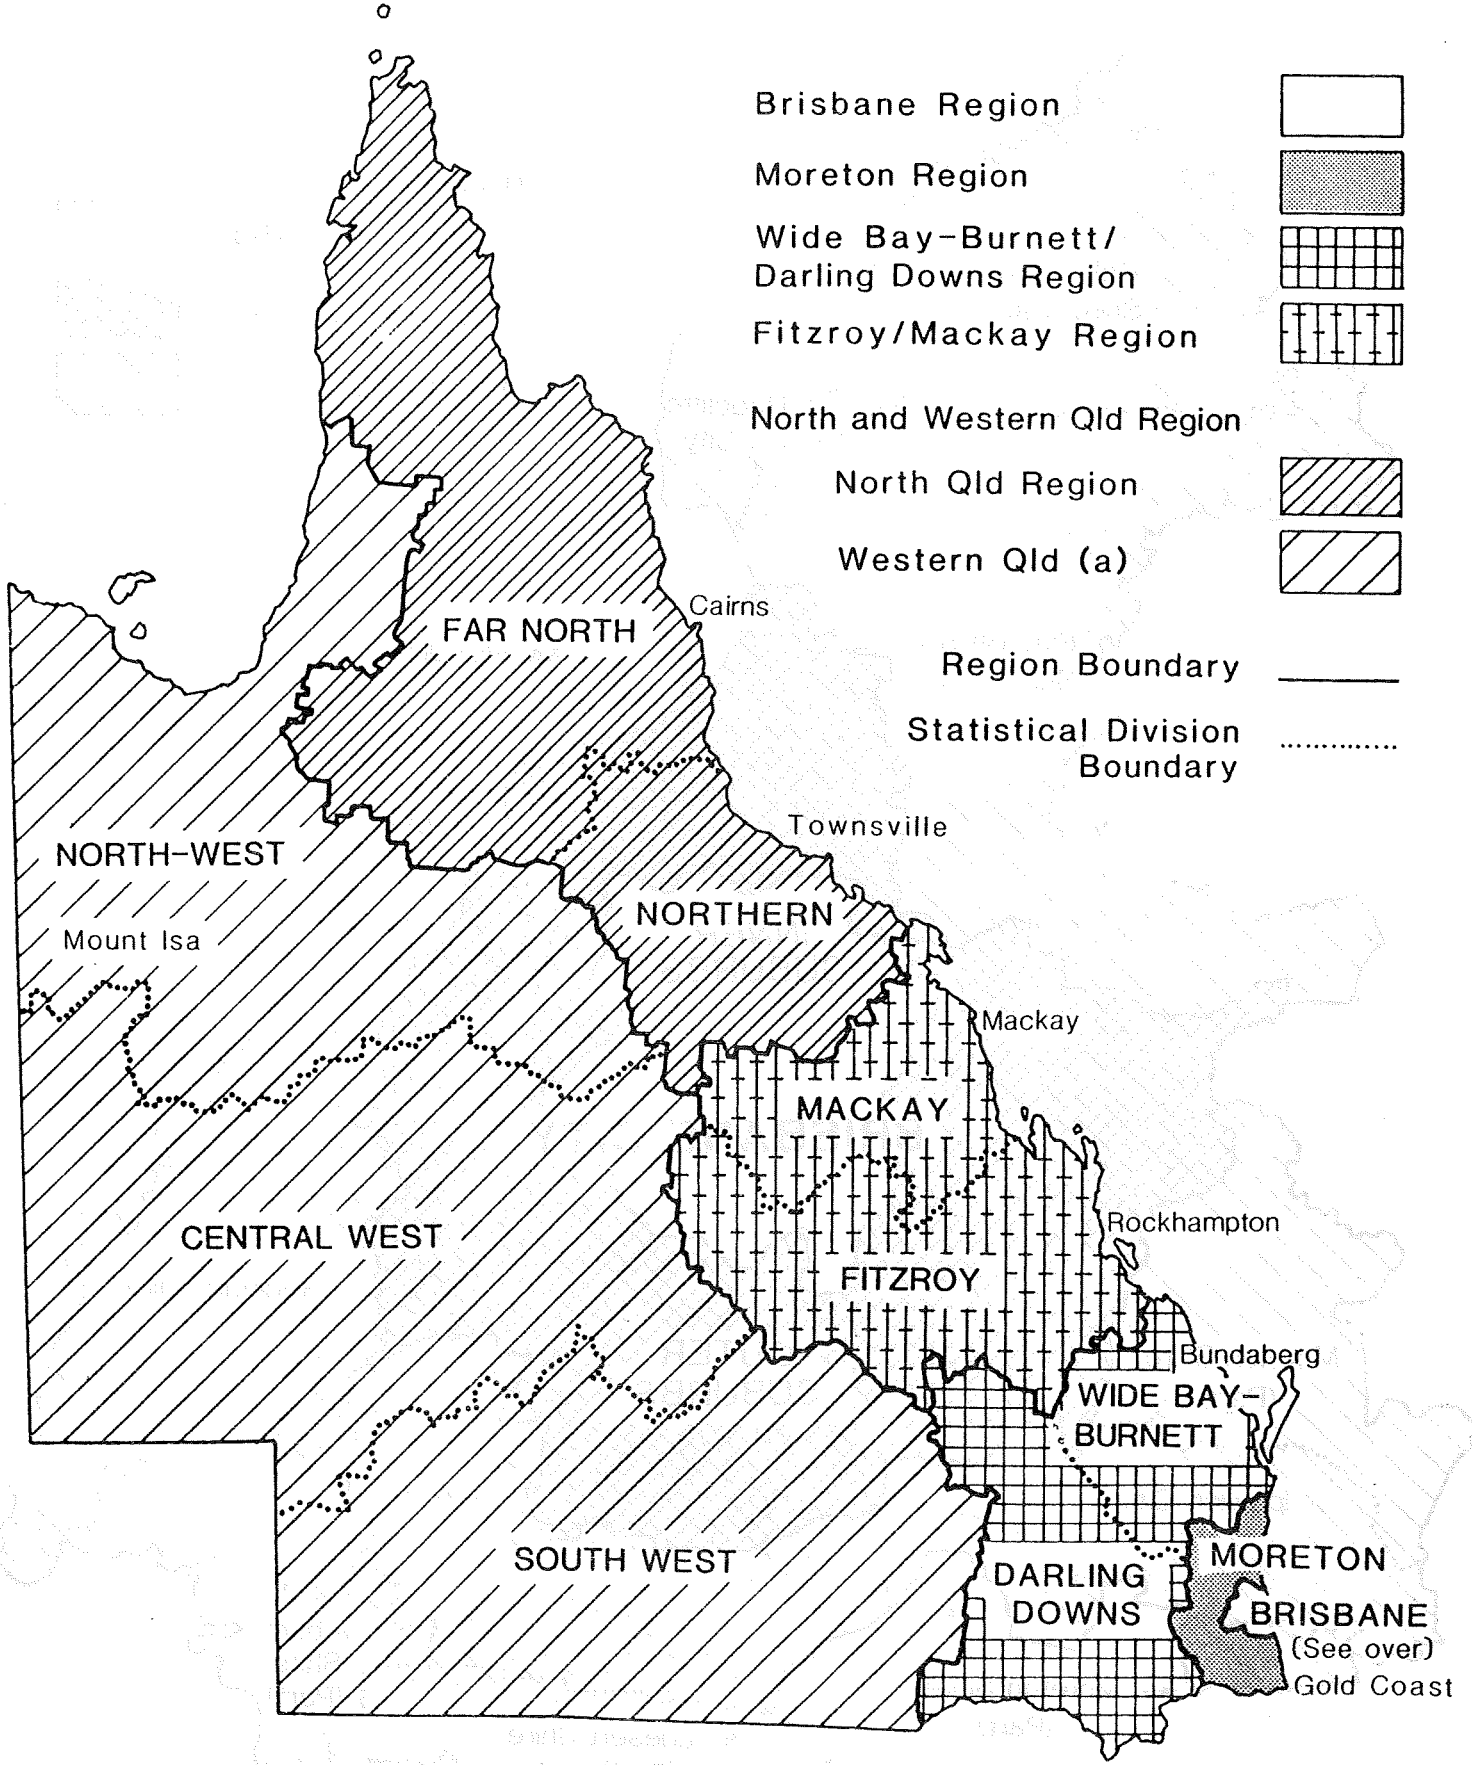 Brisbane Region
Moreton Region
Wide Bay-Burnett/
Darling Downs Region
Fitzroy/Mackay Region
North and Western Qld Region
North Qld Region
Western Qld (a)
Region Boundary
Statistical Division
Boundary
Cairns
FAR NORTH
Townsville
NORTH-WEST
NORTHERN
Mount Isa
Mackay
MACKAY
Rockhampton
CENTRAL WEST
FITZROY
Bundaberg
WIDE BAY-
BURNETT
SOUTH WEST
MORETON
DARLING
DOWNS
BRISBANE
(See over)
Gold Coast